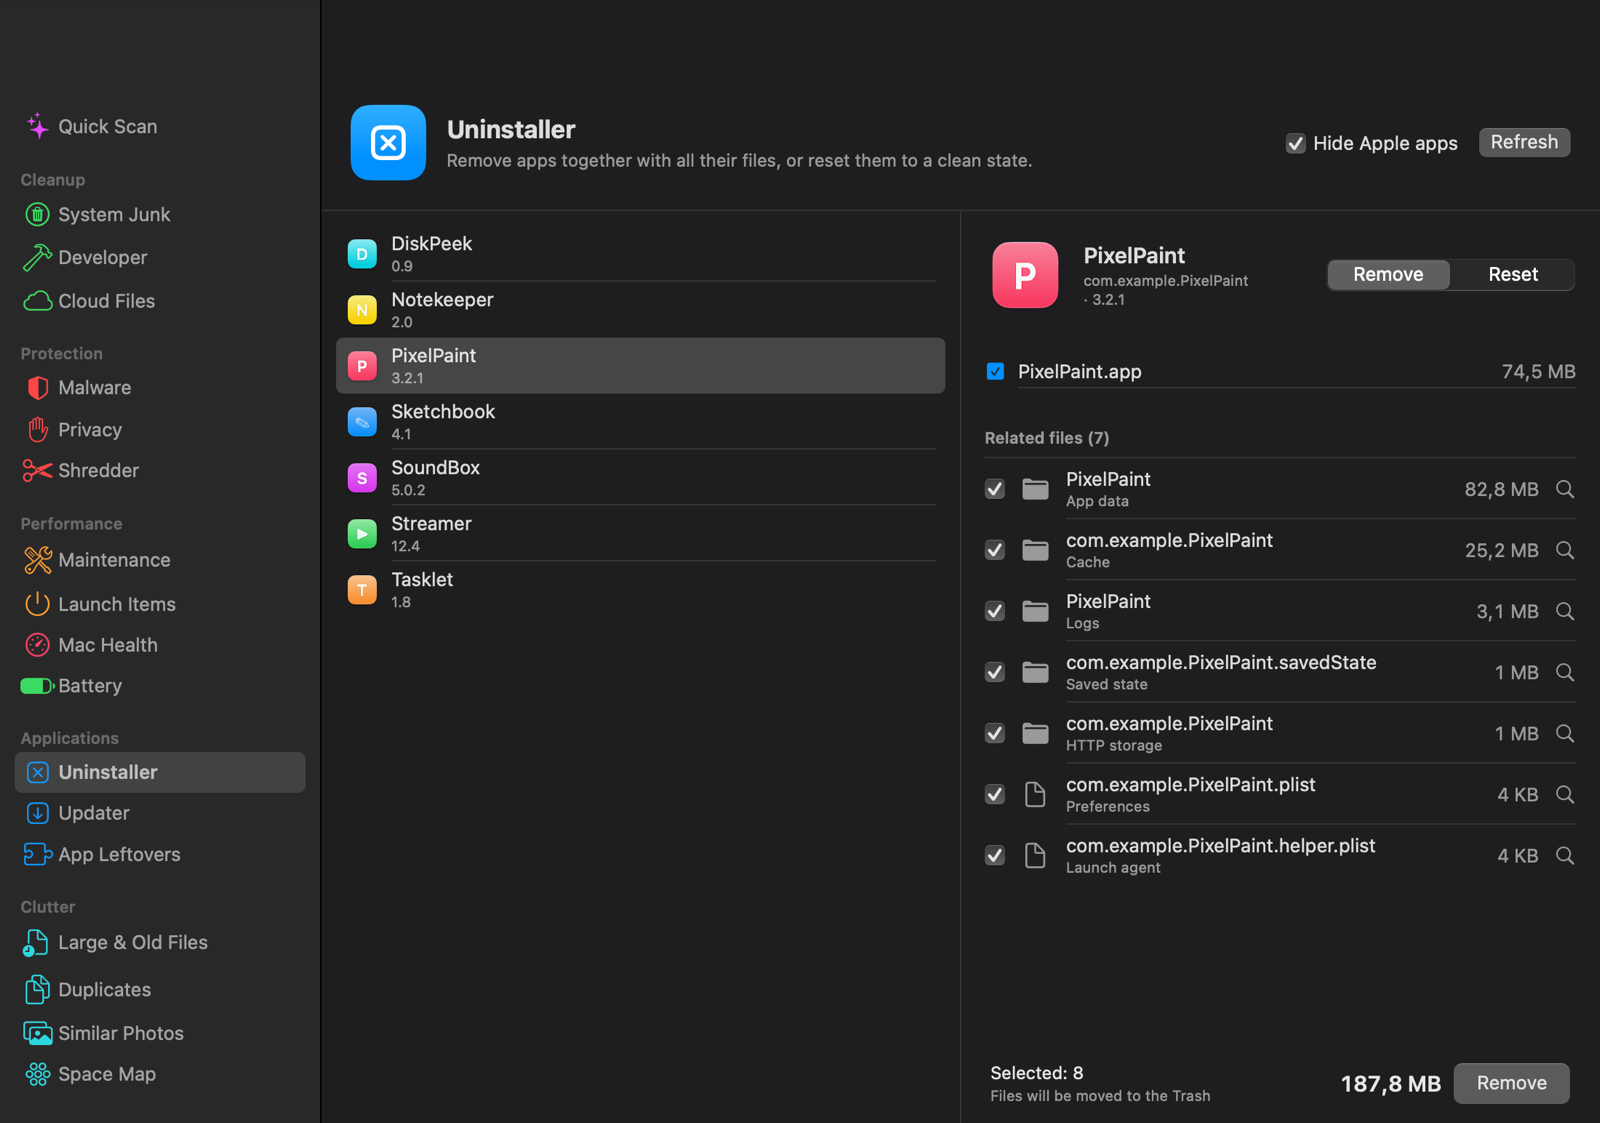 Quick Scan
Cleanup
System Junk
Developer
Cloud Files
Protection
Malware
Privacy
Shredder
Performance
Maintenance
Launch Items
Mac Health
Battery
Applications
Uninstaller
Updater
App Leftovers
Clutter
Large & Old Files
Duplicates
Similar Photos
Space Map
Uninstaller
Remove apps together with all their files, or reset them to a clean state.
Hide Apple apps
Refresh
D
DiskPeek
0.9
N
Notekeeper
2.0
P
PixelPaint
3.2.1
Sketchbook
4.1
S
SoundBox
5.0.2
Streamer
12.4
T
Tasklet
1.8
P
PixelPaint
com.example.PixelPaint
· 3.2.1
Remove
Reset
PixelPaint.app
74,5 MB
Related files (7)
PixelPaint
App data
82,8 MB
com.example.PixelPaint
Cache
25,2 MB
PixelPaint
Logs
3,1 MB
com.example.PixelPaint.savedState
Saved state
1 MB
com.example.PixelPaint
HTTP storage
1 MB
com.example.PixelPaint.plist
Preferences
4 KB
com.example.PixelPaint.helper.plist
Launch agent
4 KB
Selected: 8
Files will be moved to the Trash
187,8 MB
Remove